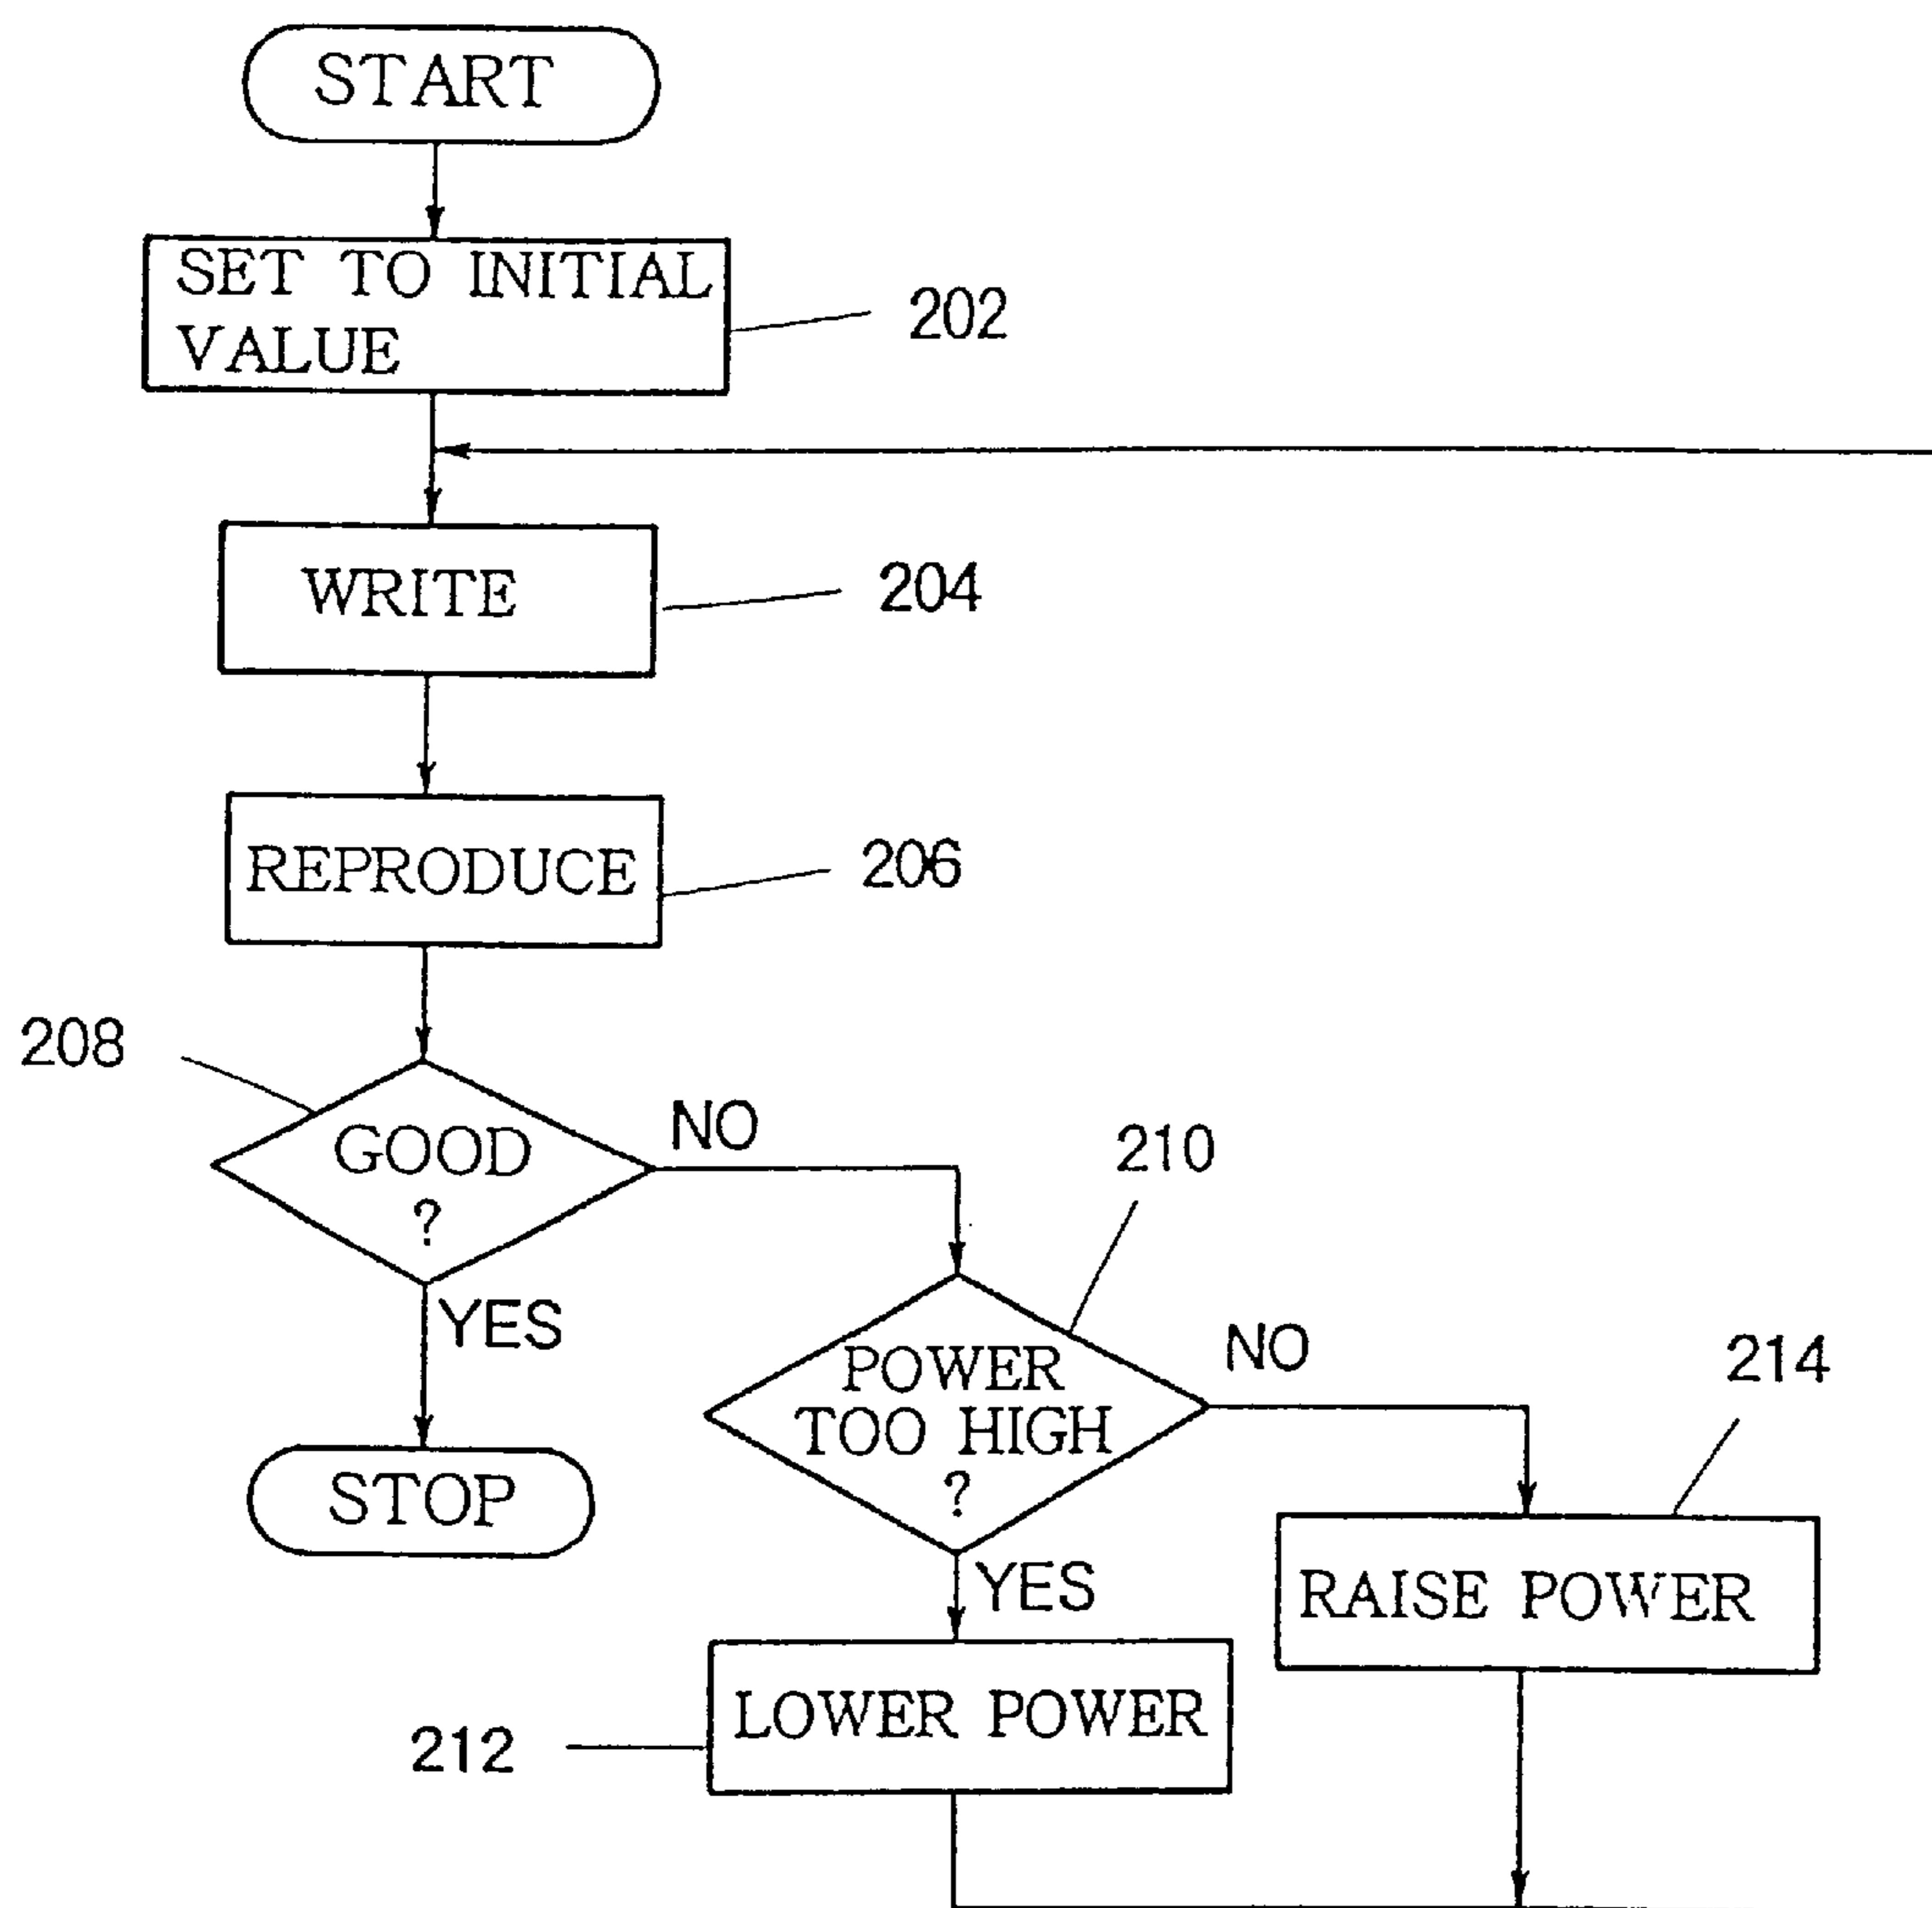 START
SET TO INITIAL
VALUE
202
WRITE
204
REPRODUCE
206
208
GOOD
?
NO
YES
STOP
210
POWER
TOO HIGH
?
NO
YES
214
RAISE POWER
LOWER POWER
212